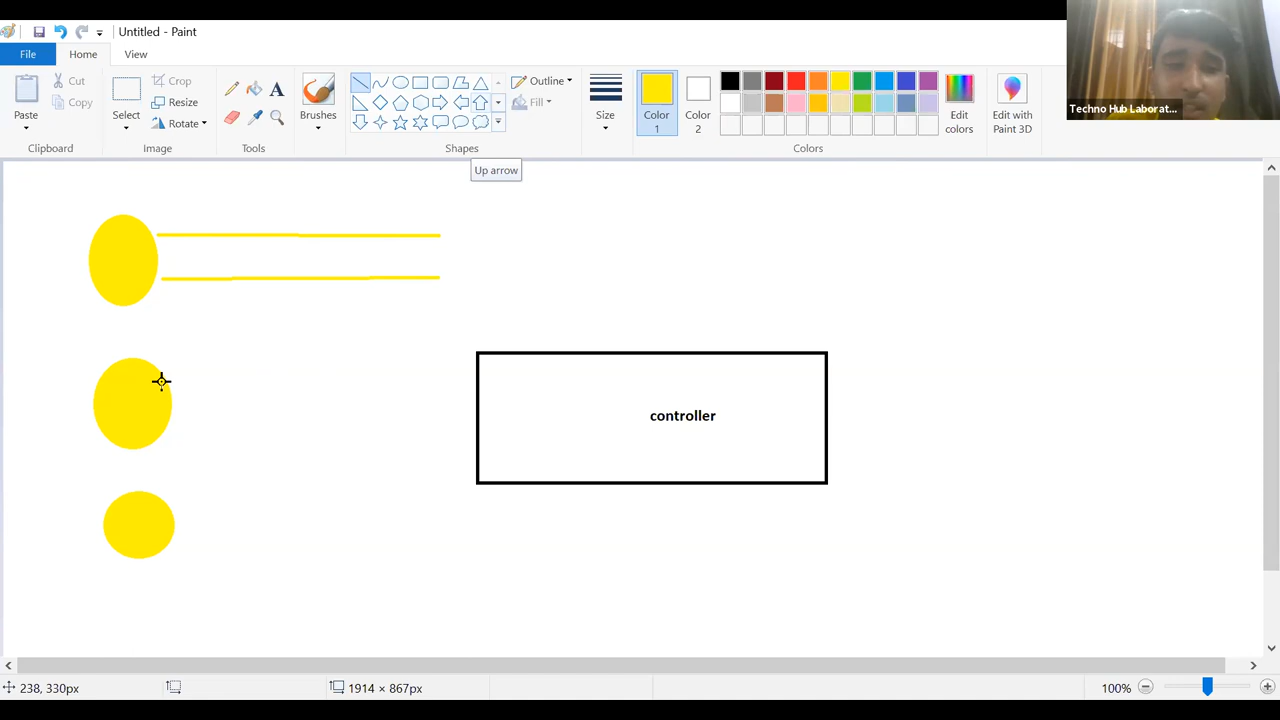 Untitled - Paint
File
Home
View
Cut
Copy
Paste
Clipboard
Crop
Resize
Rotate
Select
Image
Tools
Brushes
Shapes
Outline
Fill
Size
Color
1
Color
2
Colors
Edit
colors
Edit with
Paint 3D
Techno Hub Laborat...
Up arrow
controller
238, 330px
1914 × 867px
100%